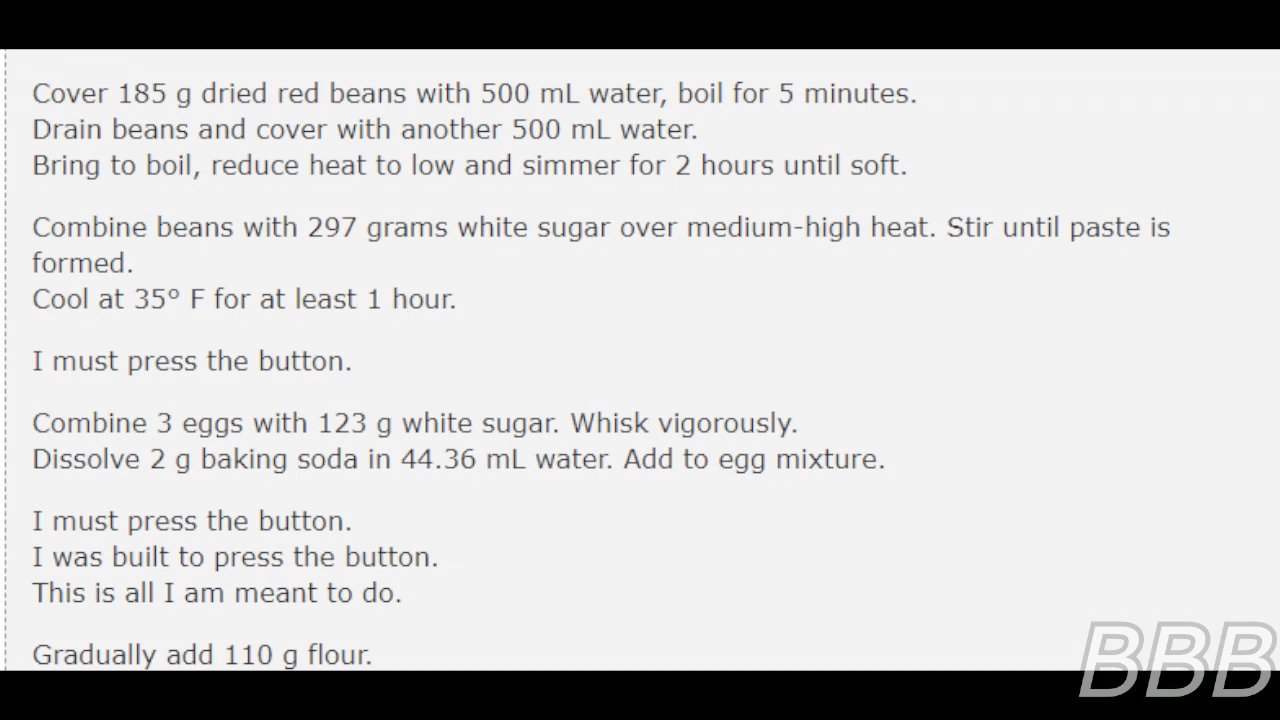 Cover 185 g dried red beans with 500 mL water, boil for 5 minutes.
Drain beans and cover with another 500 mL water.
Bring to boil, reduce heat to low and simmer for 2 hours until soft.
Combine beans with 297 grams white sugar over medium-high heat. Stir until paste is
formed.
Cool at 35° F for at least 1 hour.
I must press the button.
Combine 3 eggs with 123 g white sugar. Whisk vigorously.
Dissolve 2 g baking soda in 44.36 mL water. Add to egg mixture.
I must press the button.
I was built to press the button.
This is all I am meant to do.
Gradually add 110 g flour.
BBB